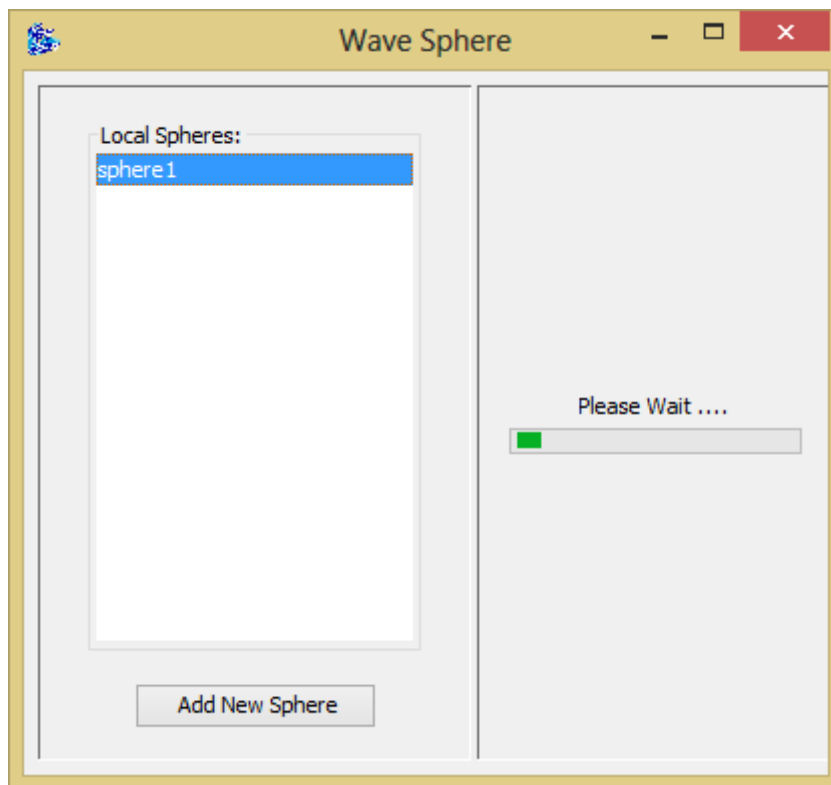 Wave Sphere
Local Spheres:
sphere1
Please Wait ....
Add New Sphere